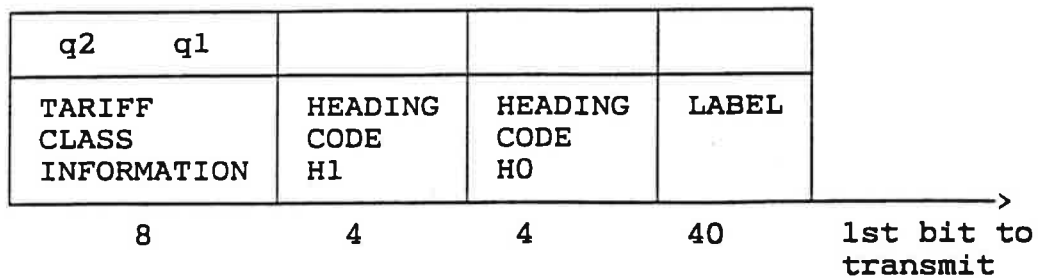 q2 q1
TARIFF CLASS INFORMATION
HEADING CODE H1
HEADING CODE H0
LABEL
8 4 4 40
1st bit to transmit